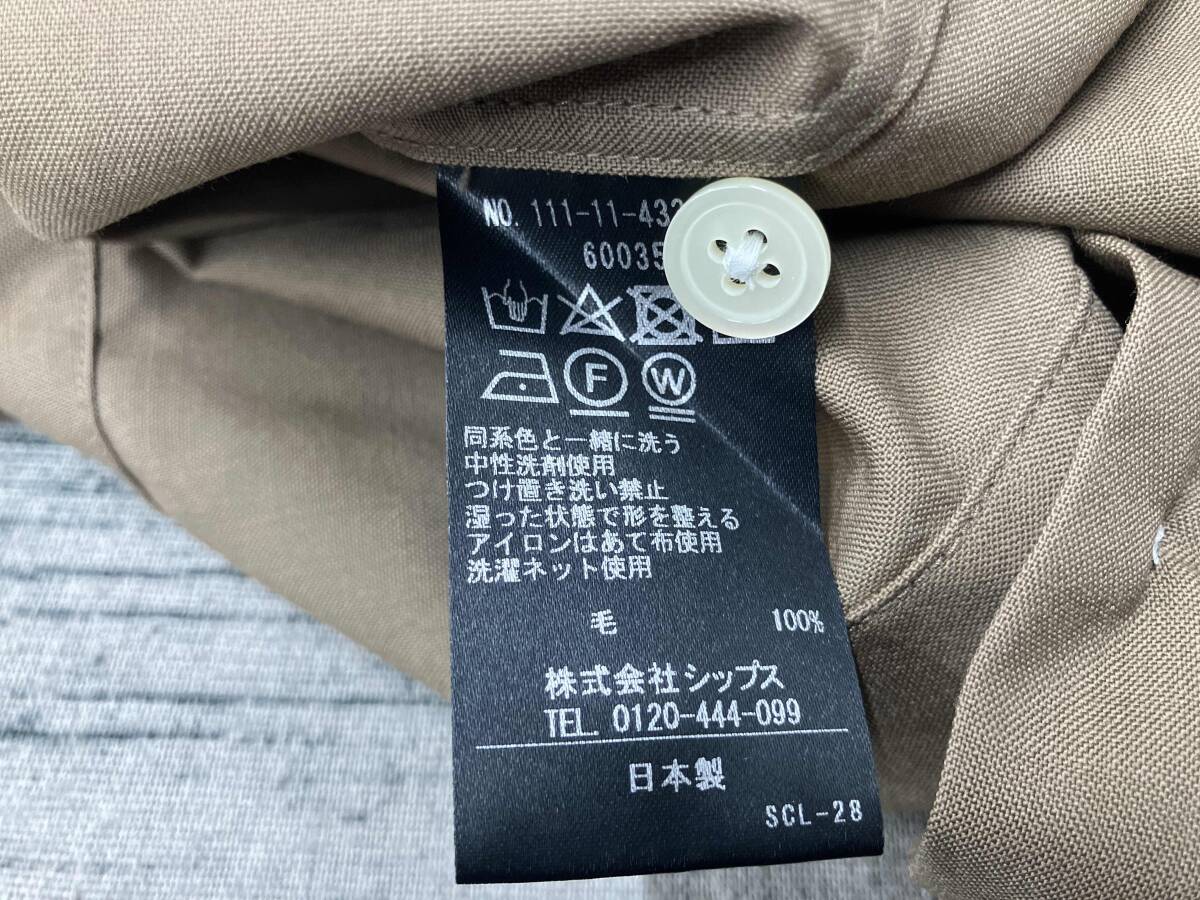 NO. 111-11-433
60035
F W
同系色と一緒に洗う
中性洗剤使用
つけ置き洗い禁止
湿った状態で形を整える
アイロンはあて布使用
洗濯ネット使用
毛 100%
株式会社シップス
TEL. 0120-444-099
日本製
SCL-28